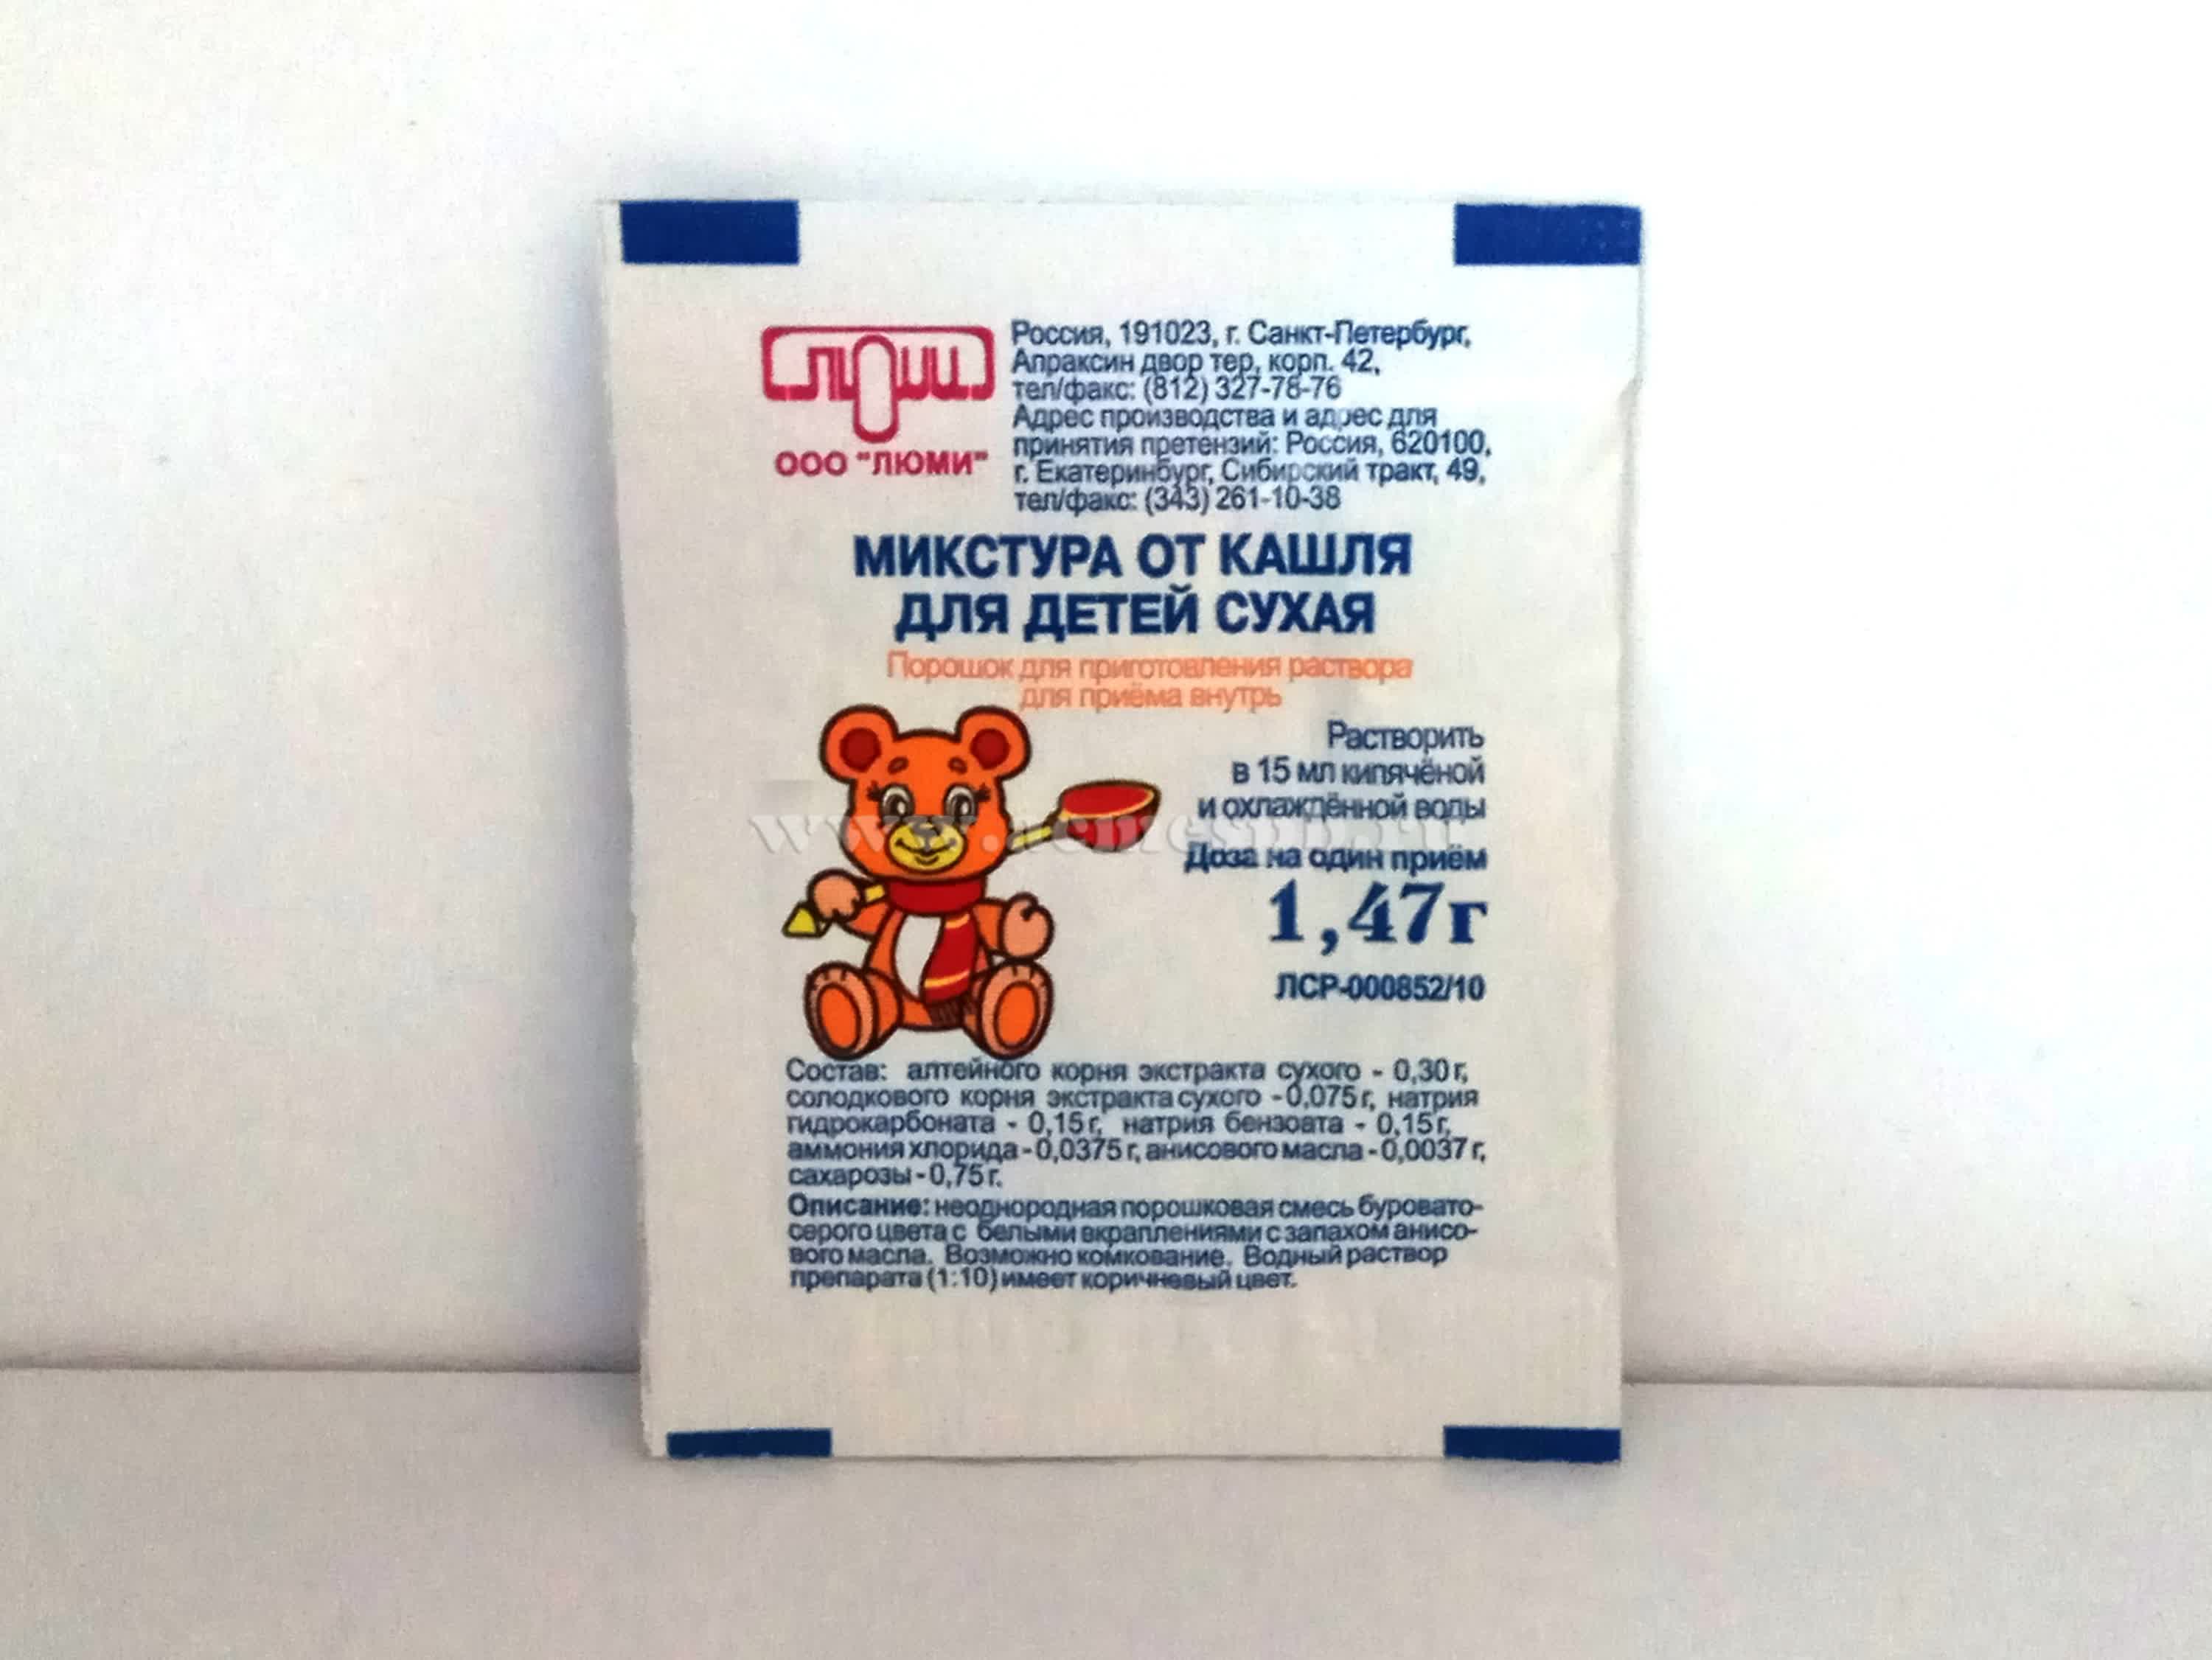 ЛЮМИ
ООО "ЛЮМИ"
Россия, 191023, г. Санкт-Петербург,
Апраксин двор тер, корп. 42,
тел/факс: (812) 327-78-76
Адрес производства и адрес для
принятия претензий: Россия, 620100,
г. Екатеринбург, Сибирский тракт, 49,
тел/факс: (343) 261-10-38
МИКСТУРА ОТ КАШЛЯ
ДЛЯ ДЕТЕЙ СУХАЯ
Порошок для приготовления раствора
для приёма внутрь
Растворить
в 15 мл кипячёной
и охлаждённой воды
www.acmespb.ru
Доза на один приём
1,47г
ЛСР-000852/10
Состав: алтейного корня экстракта сухого - 0,30 г,
солодкового корня экстракта сухого - 0,075 г, натрия
гидрокарбоната - 0,15 г, натрия бензоата - 0,15 г,
аммония хлорида - 0,0375 г, анисового масла - 0,0037 г,
сахарозы - 0,75 г.
Описание: неоднородная порошковая смесь буровато-
серого цвета с белыми вкраплениями с запахом анисо-
вого масла. Возможно комкование. Водный раствор
препарата (1:10) имеет коричневый цвет.